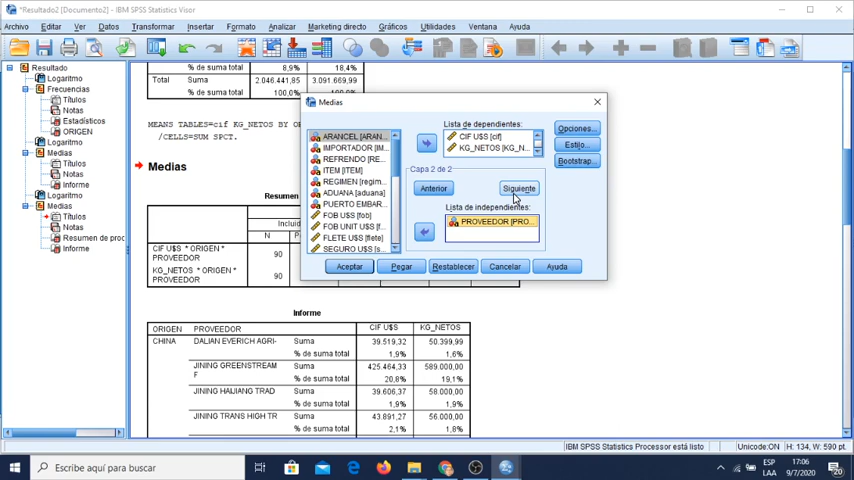 *Resultado2 [Documento2] - IBM SPSS Statistics Visor
Archivo Editar Ver Datos Transformar Insertar Formato Analizar Marketing directo Gráficos Utilidades Ventana Ayuda
Resultado
Logaritmo
Frecuencias
Títulos
Notas
Estadísticos
ORIGEN
Logaritmo
Medias
Títulos
Notas
Informe
Logaritmo
Medias
Títulos
Notas
Resumen de proc
Informe
% de suma total 8,9% 18,4%
Total Suma 2.046.441,85 3.091.669,99
% de suma total 100,0%
MEANS TABLES=cif KG_NETOS BY
/CELLS=SUM SPCT.
Medias
Incluid
N
CIF U$S * ORIGEN * PROVEEDOR 90
KG_NETOS * ORIGEN * PROVEEDOR 90
Informe
ORIGEN PROVEEDOR CIF U$S KG_NETOS
CHINA DALIAN EVERICH AGRI- Suma 39.519,32 50.399,99
% de suma total 1,9% 1,6%
JINING GREENSTREAM F Suma 425.464,33 589.000,00
% de suma total 20,8% 19,1%
JINING HAIJIANG TRAD Suma 39.606,37 58.000,00
% de suma total 1,9% 1,9%
JINING TRANS HIGH TR Suma 43.891,27 56.000,00
% de suma total 2,1% 1,8%
Medias
ARANCEL [ARAN...
IMPORTADOR [IM...
REFRENDO [RE...
ITEM [ITEM]
REGIMEN [regim...
ADUANA [aduana]
PUERTO EMBAR...
FOB U$S [fob]
FOB UNIT U$S [f...
FLETE U$S [flete]
SEGURO U$S [s...
Lista de dependientes:
CIF U$S [cif]
KG_NETOS [KG_N...
Capa 2 de 2
Anterior Siguiente
Lista de independientes:
PROVEEDOR [PRO...
Opciones...
Estilo...
Bootstrap...
Aceptar Pegar Restablecer Cancelar Ayuda
IBM SPSS Statistics Processor está listo Unicode:ON H: 134, W: 590 pt.
Escribe aquí para buscar
ESP
LAA
17:06
9/7/2020
20